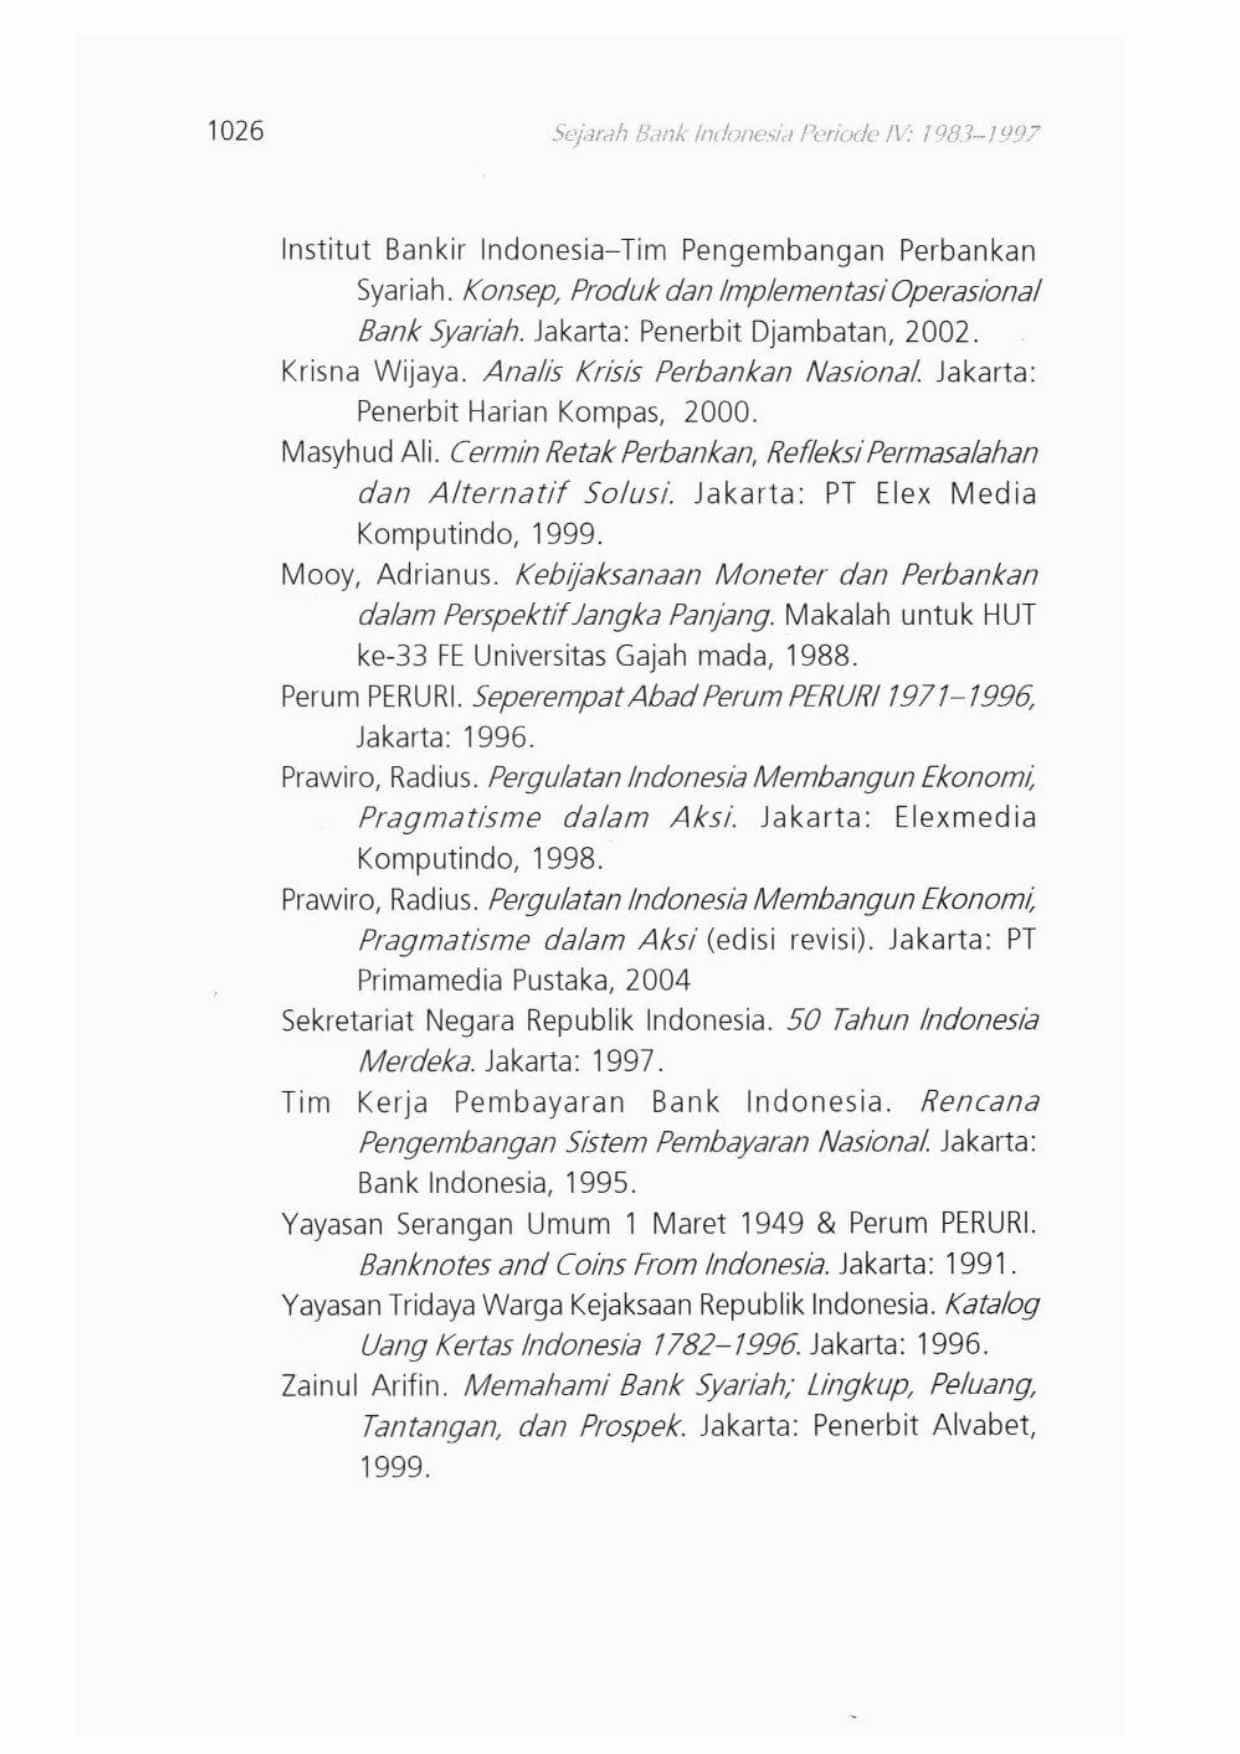 1026
Sejarah Bank Indonesia Periode IV: 1983–1997
Institut Bankir Indonesia–Tim Pengembangan Perbankan
Syariah. Konsep, Produk dan Implementasi Operasional
Bank Syariah. Jakarta: Penerbit Djambatan, 2002.
Krisna Wijaya. Analis Krisis Perbankan Nasional. Jakarta:
Penerbit Harian Kompas, 2000.
Masyhud Ali. Cermin Retak Perbankan, Refleksi Permasalahan
dan Alternatif Solusi. Jakarta: PT Elex Media
Komputindo, 1999.
Mooy, Adrianus. Kebijaksanaan Moneter dan Perbankan
dalam Perspektif Jangka Panjang. Makalah untuk HUT
ke-33 FE Universitas Gajah mada, 1988.
Perum PERURI. Seperempat Abad Perum PERURI 1971–1996,
Jakarta: 1996.
Prawiro, Radius. Pergulatan Indonesia Membangun Ekonomi,
Pragmatisme dalam Aksi. Jakarta: Elexmedia
Komputindo, 1998.
Prawiro, Radius. Pergulatan Indonesia Membangun Ekonomi,
Pragmatisme dalam Aksi (edisi revisi). Jakarta: PT
Primamedia Pustaka, 2004
Sekretariat Negara Republik Indonesia. 50 Tahun Indonesia
Merdeka. Jakarta: 1997.
Tim Kerja Pembayaran Bank Indonesia. Rencana
Pengembangan Sistem Pembayaran Nasional. Jakarta:
Bank Indonesia, 1995.
Yayasan Serangan Umum 1 Maret 1949 & Perum PERURI.
Banknotes and Coins From Indonesia. Jakarta: 1991.
Yayasan Tridaya Warga Kejaksaan Republik Indonesia. Katalog
Uang Kertas Indonesia 1782–1996. Jakarta: 1996.
Zainul Arifin. Memahami Bank Syariah; Lingkup, Peluang,
Tantangan, dan Prospek. Jakarta: Penerbit Alvabet,
1999.